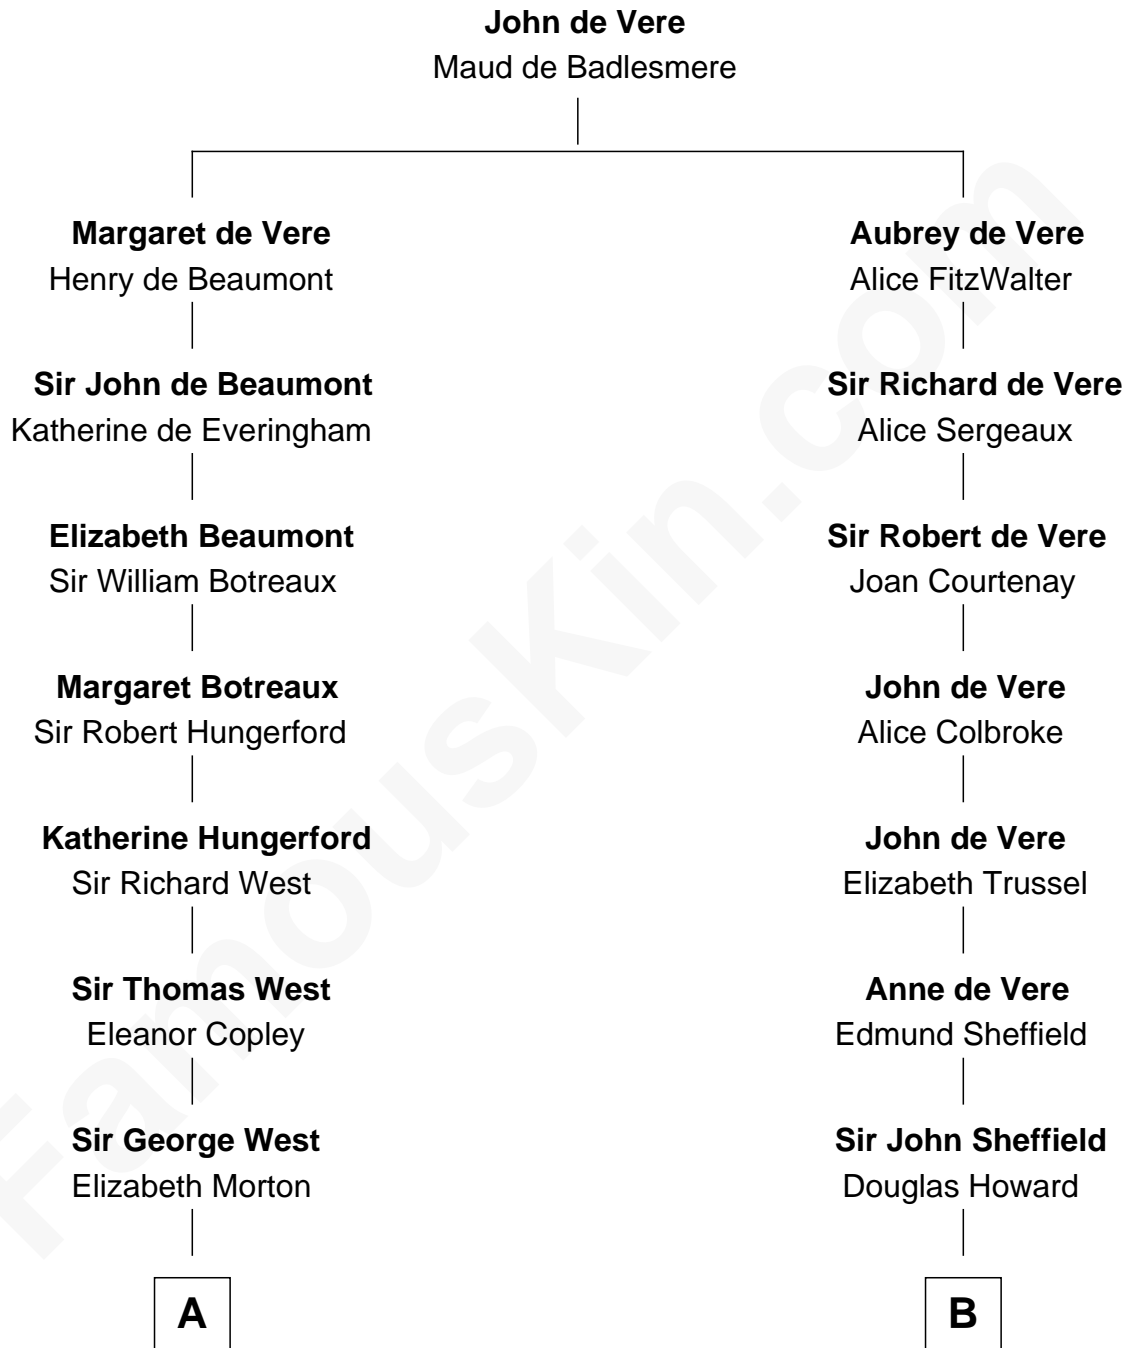 John de Vere
Maud de Badlesmere
Margaret de Vere
Henry de Beaumont
Aubrey de Vere
Alice FitzWalter
Sir John de Beaumont
Katherine de Everingham
Sir Richard de Vere
Alice Sergeaux
Elizabeth Beaumont
Sir William Botreaux
Sir Robert de Vere
Joan Courtenay
Margaret Botreaux
Sir Robert Hungerford
John de Vere
Alice Colbroke
Katherine Hungerford
Sir Richard West
John de Vere
Elizabeth Trussel
Sir Thomas West
Eleanor Copley
Anne de Vere
Edmund Sheffield
Sir George West
Elizabeth Morton
Sir John Sheffield
Douglas Howard
A
B
FamousKin.com